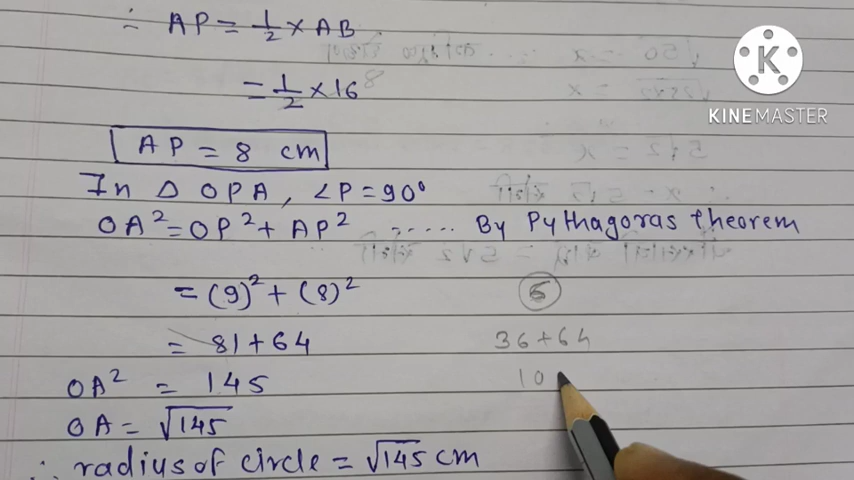 ∴ AP = 1/2 × AB
= 1/2 × 16 8
K
KINEMASTER
AP = 8 cm
In Δ OPA, ∠P = 90°
OA² = OP² + AP² ...... By Pythagoras theorem
= (9)² + (8)²
6
= 81 + 64
36 + 64
OA² = 145
10
OA = √145
∴ radius of circle = √145 cm